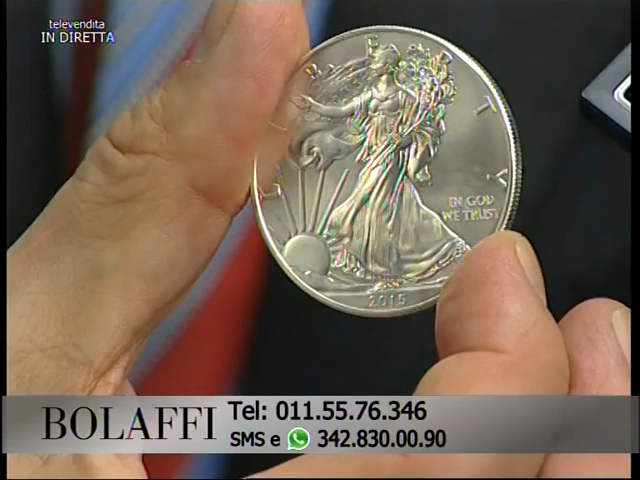 televendita
IN DIRETTA
L I B E R T Y
IN GOD
WE TRUST
2015
BOLAFFI
Tel: 011.55.76.346
SMS e 342.830.00.90